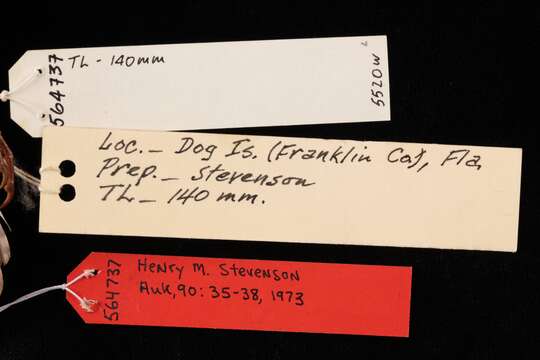 TL - 140mm
564737
5520w
Loc. - Dog Is. (Franklin Co.), Fla.
Prep. - Stevenson
TL - 140 mm.
564737
Henry M. Stevenson
Auk, 90: 35-38, 1973